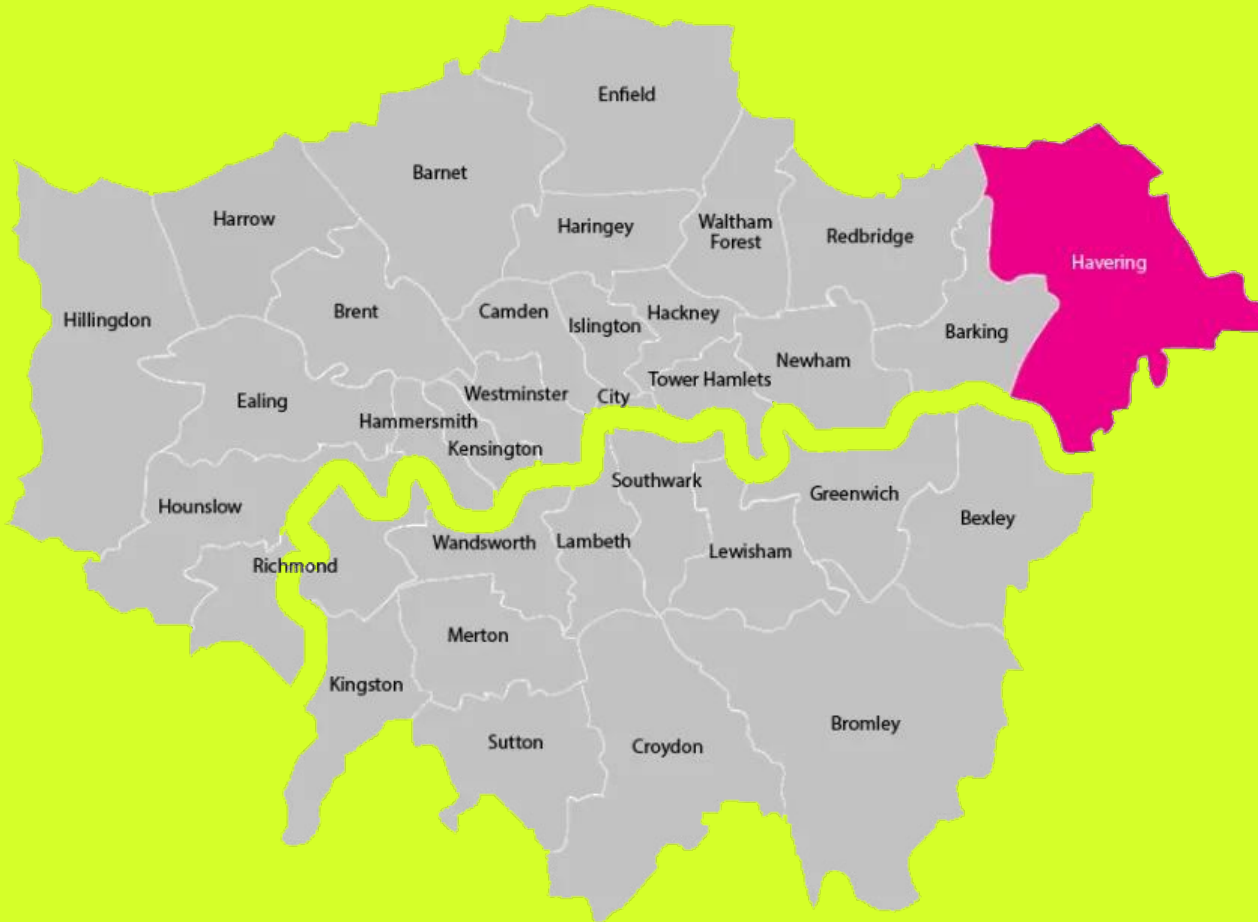 Enfield
Barnet
Harrow
Haringey
Waltham
Forest
Redbridge
Havering
Hillingdon
Brent
Camden
Islington
Hackney
Barking
Newham
Tower Hamlets
Westminster
City
Ealing
Hammersmith
Kensington
Southwark
Greenwich
Hounslow
Bexley
Wandsworth
Lambeth
Lewisham
Richmond
Merton
Kingston
Bromley
Sutton
Croydon